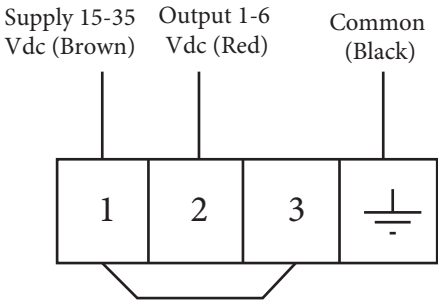 Supply 15-35
Vdc (Brown)
Output 1-6
Vdc (Red)
Common
(Black)
1
2
3